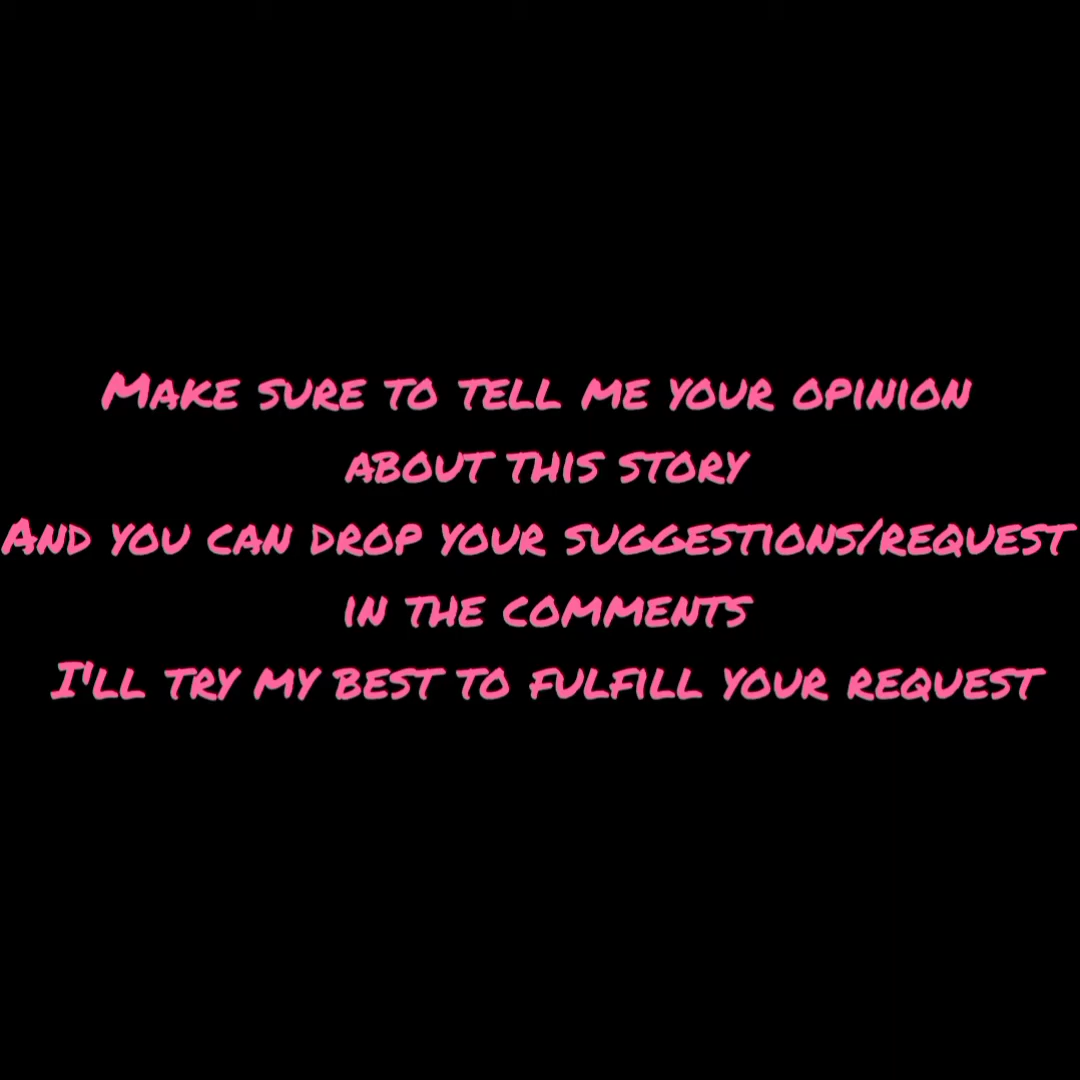 Make sure to tell me your opinion
about this story
And you can drop your suggestions/request
in the comments
I'll try my best to fulfill your request